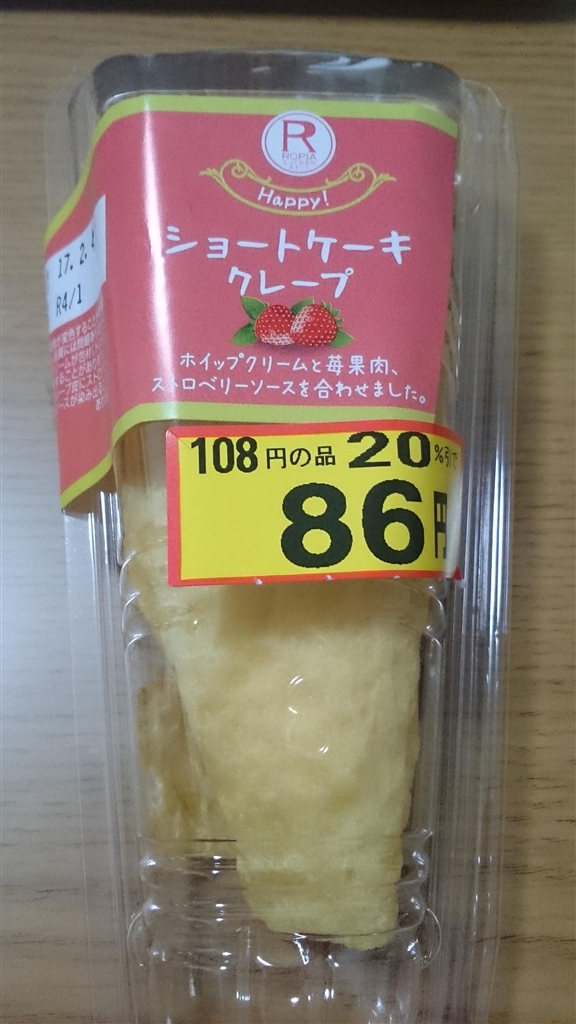 R
ROPIA
Happy!
ショートケーキ
クレープ
ホイップクリームと苺果肉、
ストロベリーソースを合わせました。
17.2.
R4/1
108円の品 20%引
86円